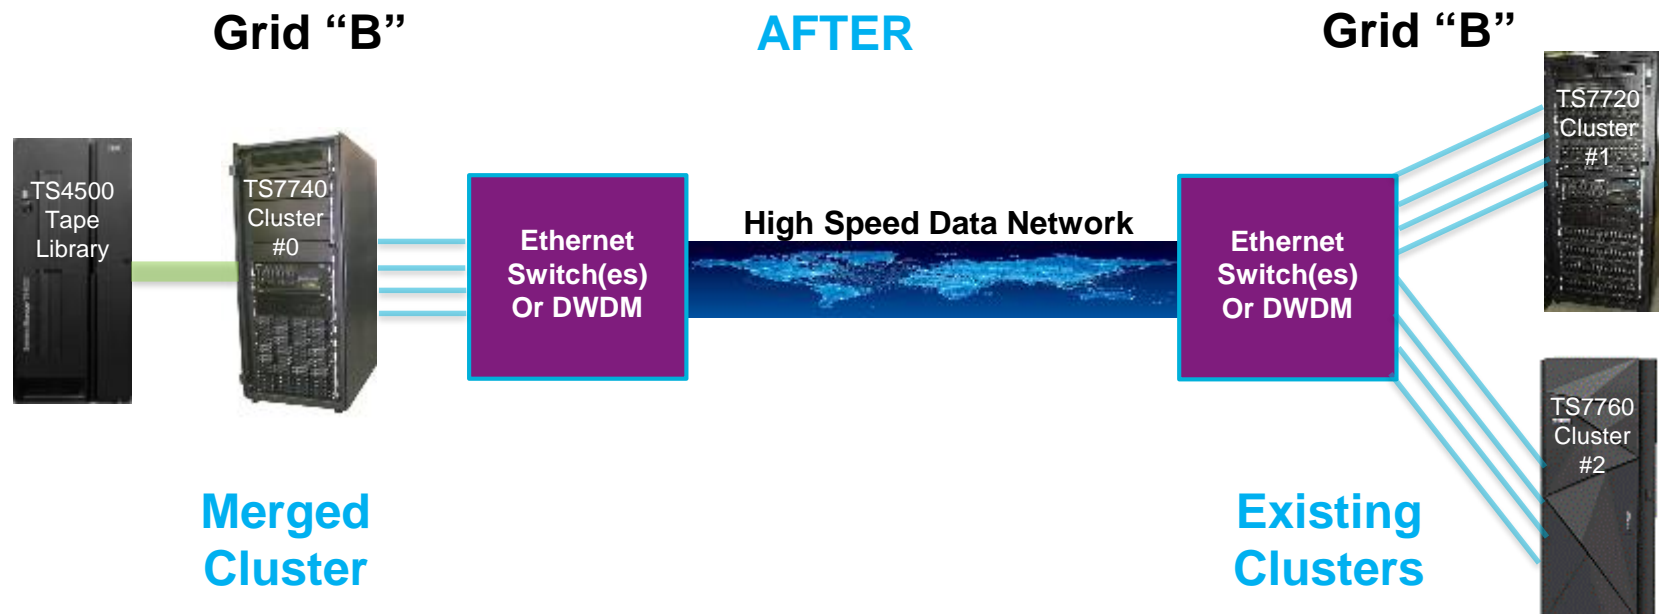 Grid “B”
AFTER
Grid “B”
TS4500
Tape
Library
TS7740
Cluster
#0
Ethernet
Switch(es)
Or DWDM
High Speed Data Network
Ethernet
Switch(es)
Or DWDM
TS7720
Cluster
#1
TS7760
Cluster
#2
Merged
Cluster
Existing
Clusters